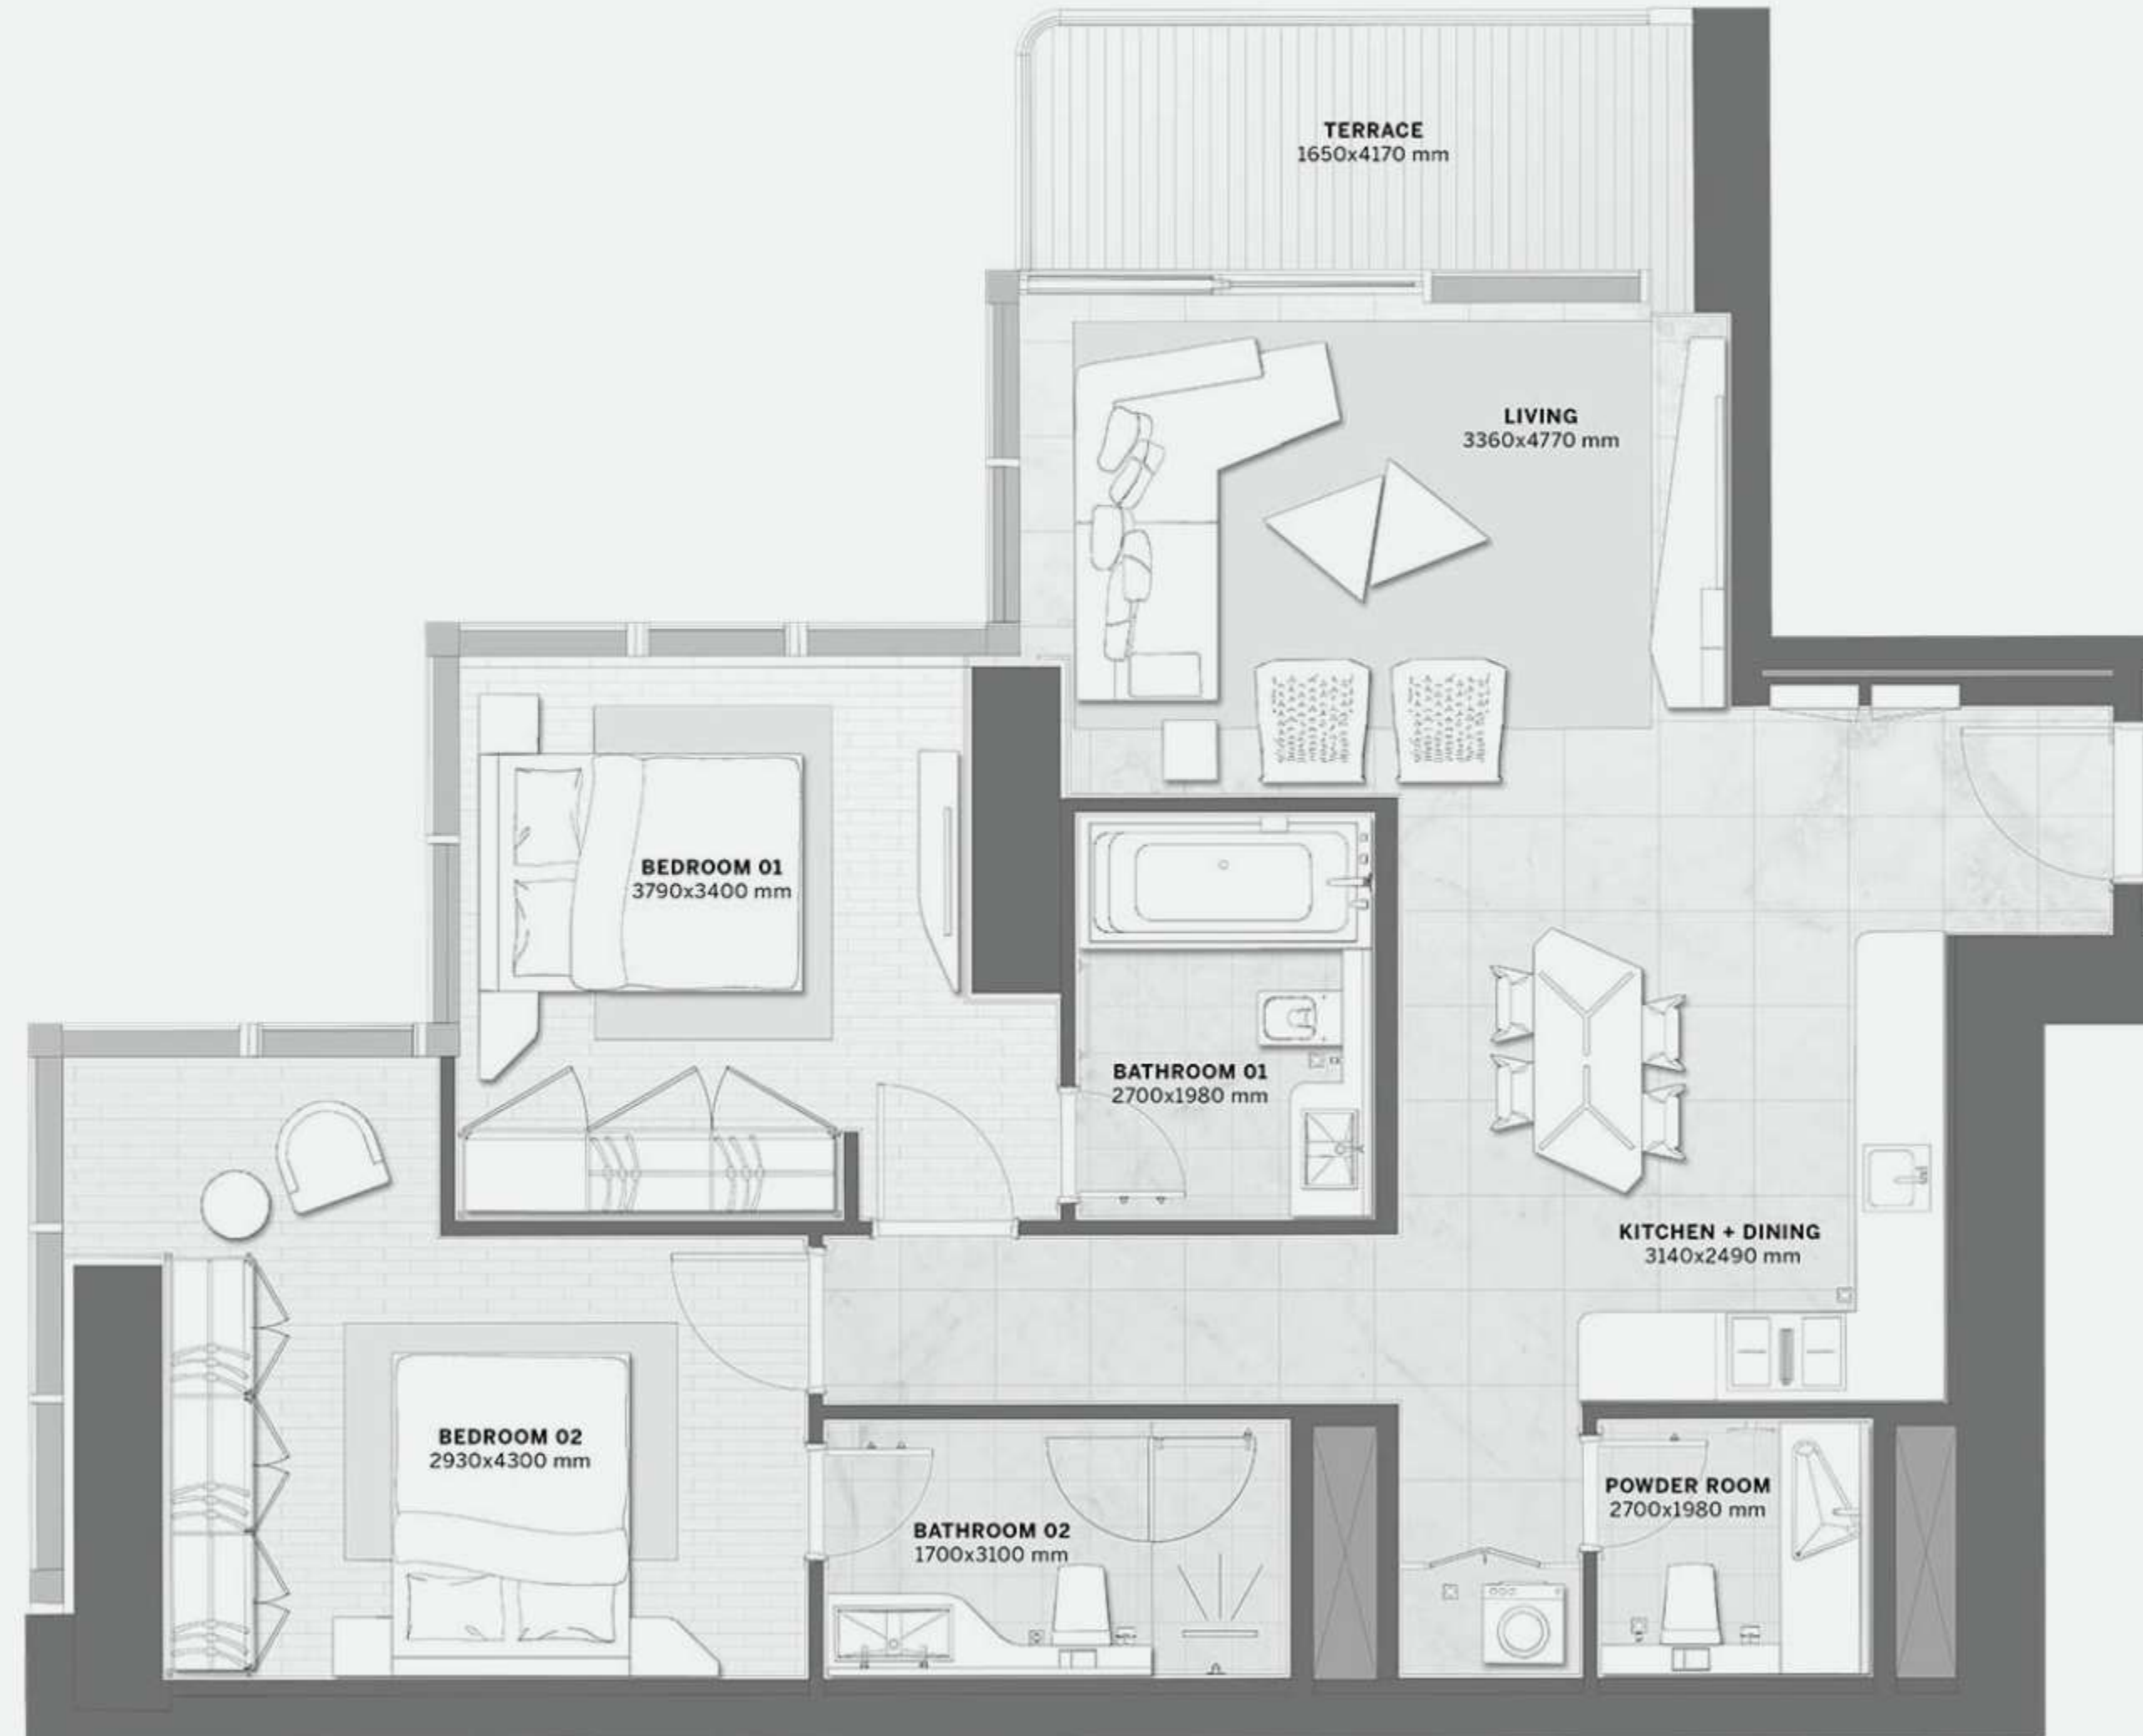 TERRACE
1650x4170 mm
LIVING
3360x4770 mm
BEDROOM 01
3790x3400 mm
BATHROOM 01
2700x1980 mm
KITCHEN + DINING
3140x2490 mm
BEDROOM 02
2930x4300 mm
BATHROOM 02
1700x3100 mm
POWDER ROOM
2700x1980 mm